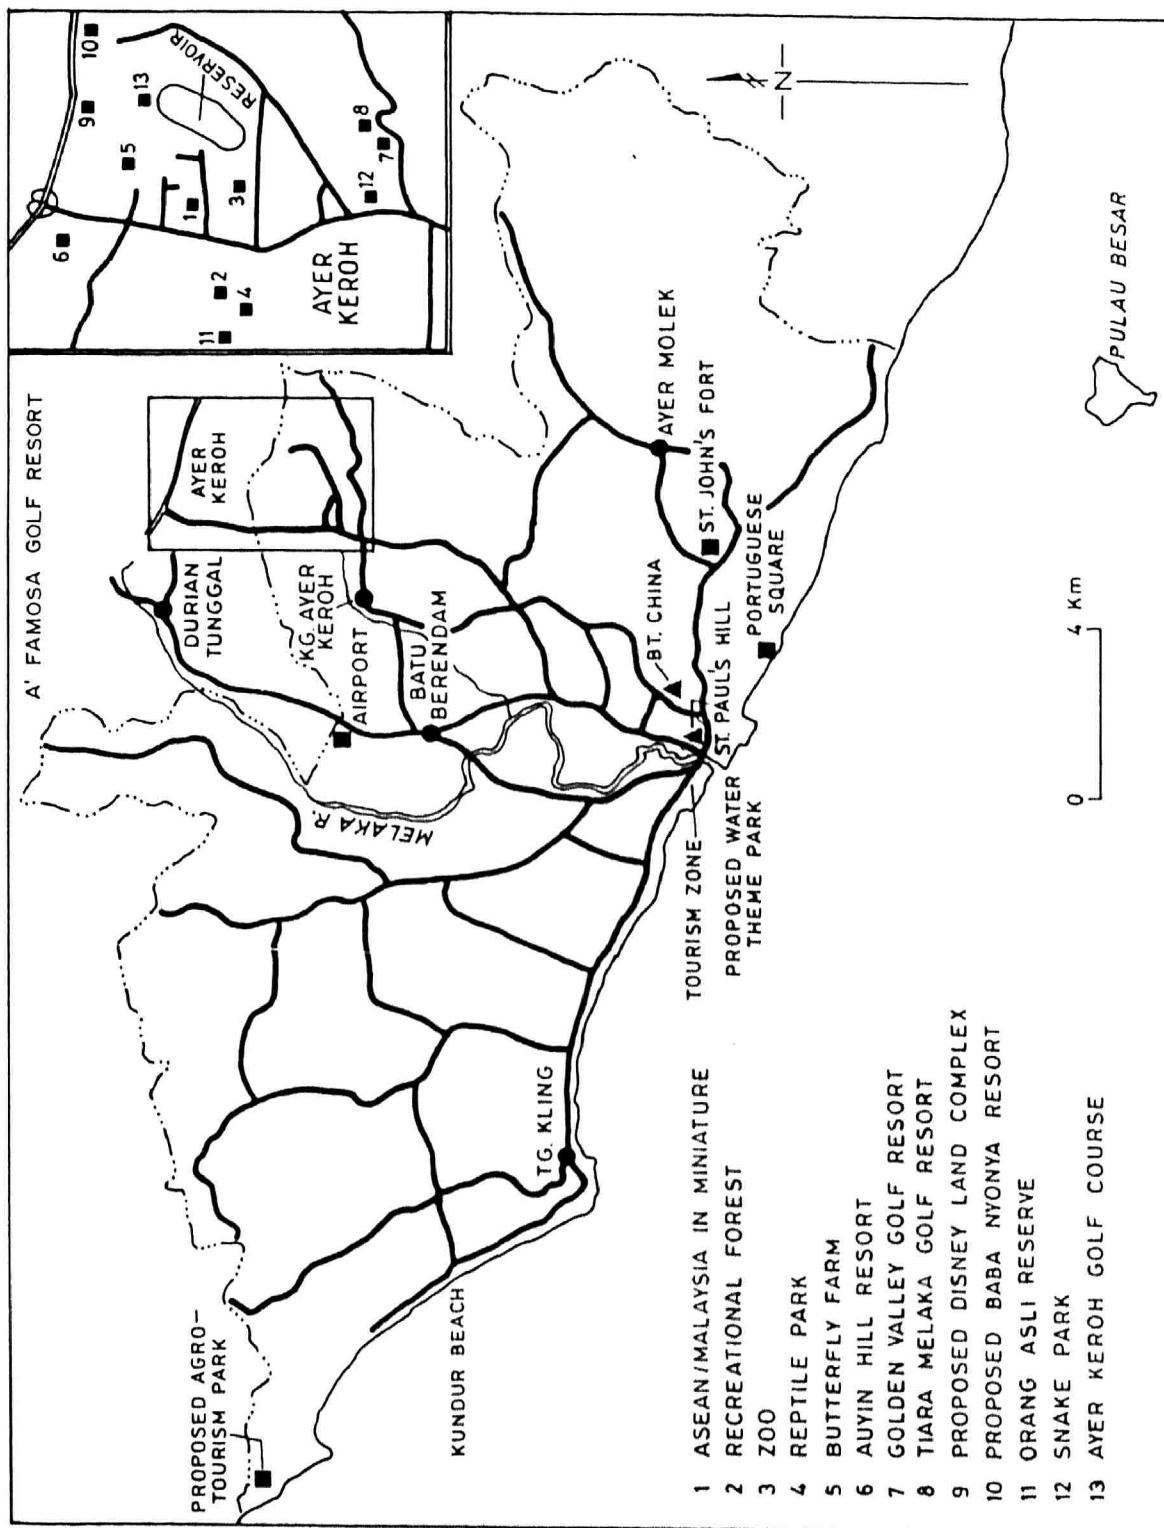 A' FAMOSA GOLF RESORT
10
9
13
RESERVOIR
5
6
1
3
8
7
12
2
4
11
AYER
KEROH
AYER
KEROH
DURIAN
TUNGGAL
KG. AYER
KEROH
AIRPORT
BATU
BERENDAM
MELAKA R.
AYER MOLEK
ST. JOHN'S FORT
BT. CHINA
ST. PAUL'S HILL
PORTUGUESE
SQUARE
TOURISM ZONE
PROPOSED WATER
THEME PARK
TG. KLING
KUNDUR BEACH
PROPOSED AGRO-
TOURISM PARK
N
PULAU BESAR
0 4 Km
1 ASEAN/MALAYSIA IN MINIATURE
2 RECREATIONAL FOREST
3 ZOO
4 REPTILE PARK
5 BUTTERFLY FARM
6 AUYIN HILL RESORT
7 GOLDEN VALLEY GOLF RESORT
8 TIARA MELAKA GOLF RESORT
9 PROPOSED DISNEY LAND COMPLEX
10 PROPOSED BABA NYONYA RESORT
11 ORANG ASLI RESERVE
12 SNAKE PARK
13 AYER KEROH GOLF COURSE